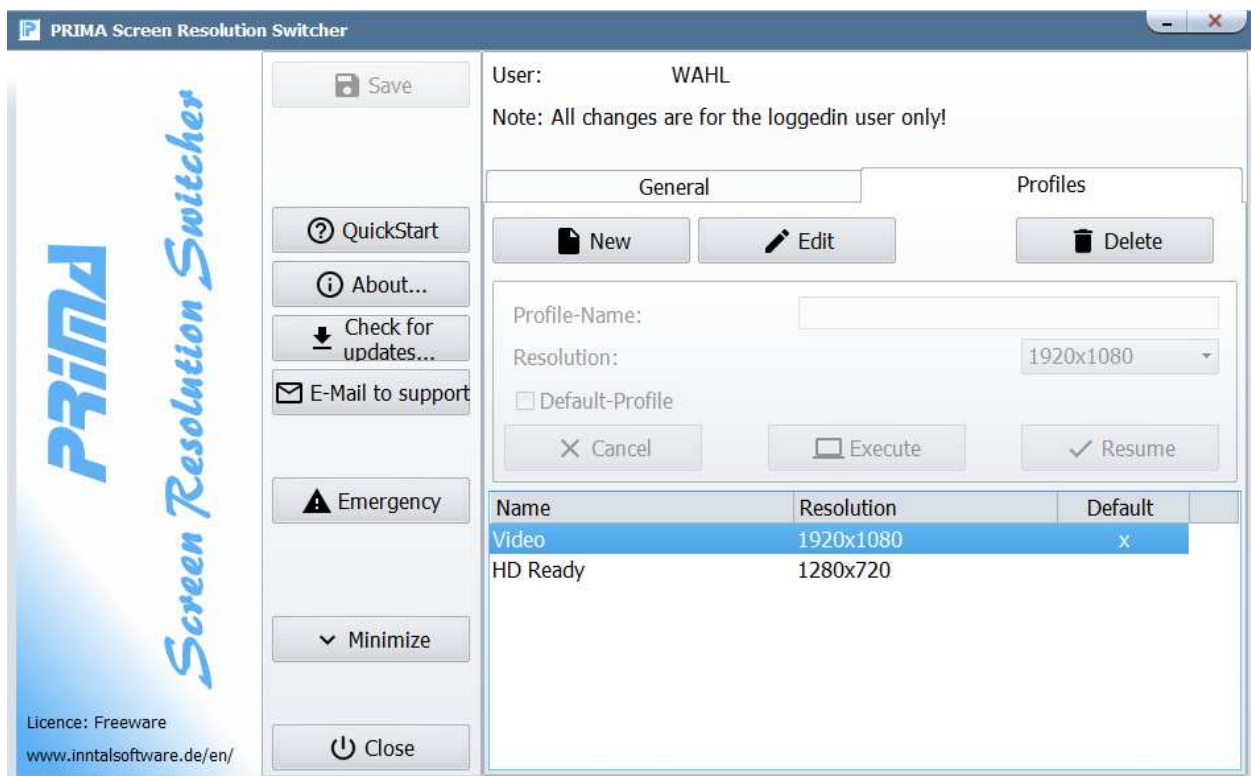 PRIMA Screen Resolution Switcher
PRIMA
Screen Resolution Switcher
Licence: Freeware
www.inntalsoftware.de/en/
Save
QuickStart
About...
Check for
updates...
E-Mail to support
Emergency
Minimize
Close
User: WAHL
Note: All changes are for the loggedin user only!
General Profiles
New Edit Delete
Profile-Name:
Resolution: 1920x1080
Default-Profile
Cancel Execute Resume
Name Resolution Default
Video 1920x1080 x
HD Ready 1280x720